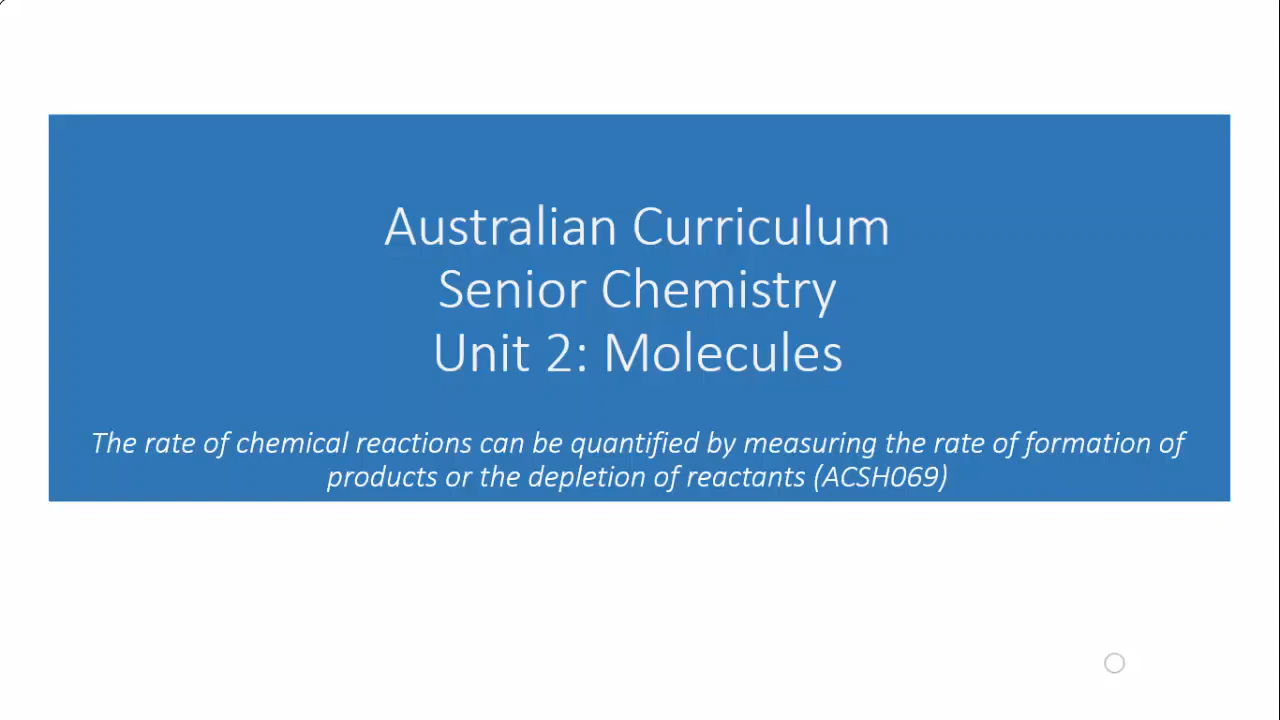 Australian Curriculum
Senior Chemistry
Unit 2: Molecules
The rate of chemical reactions can be quantified by measuring the rate of formation of
products or the depletion of reactants (ACSH069)